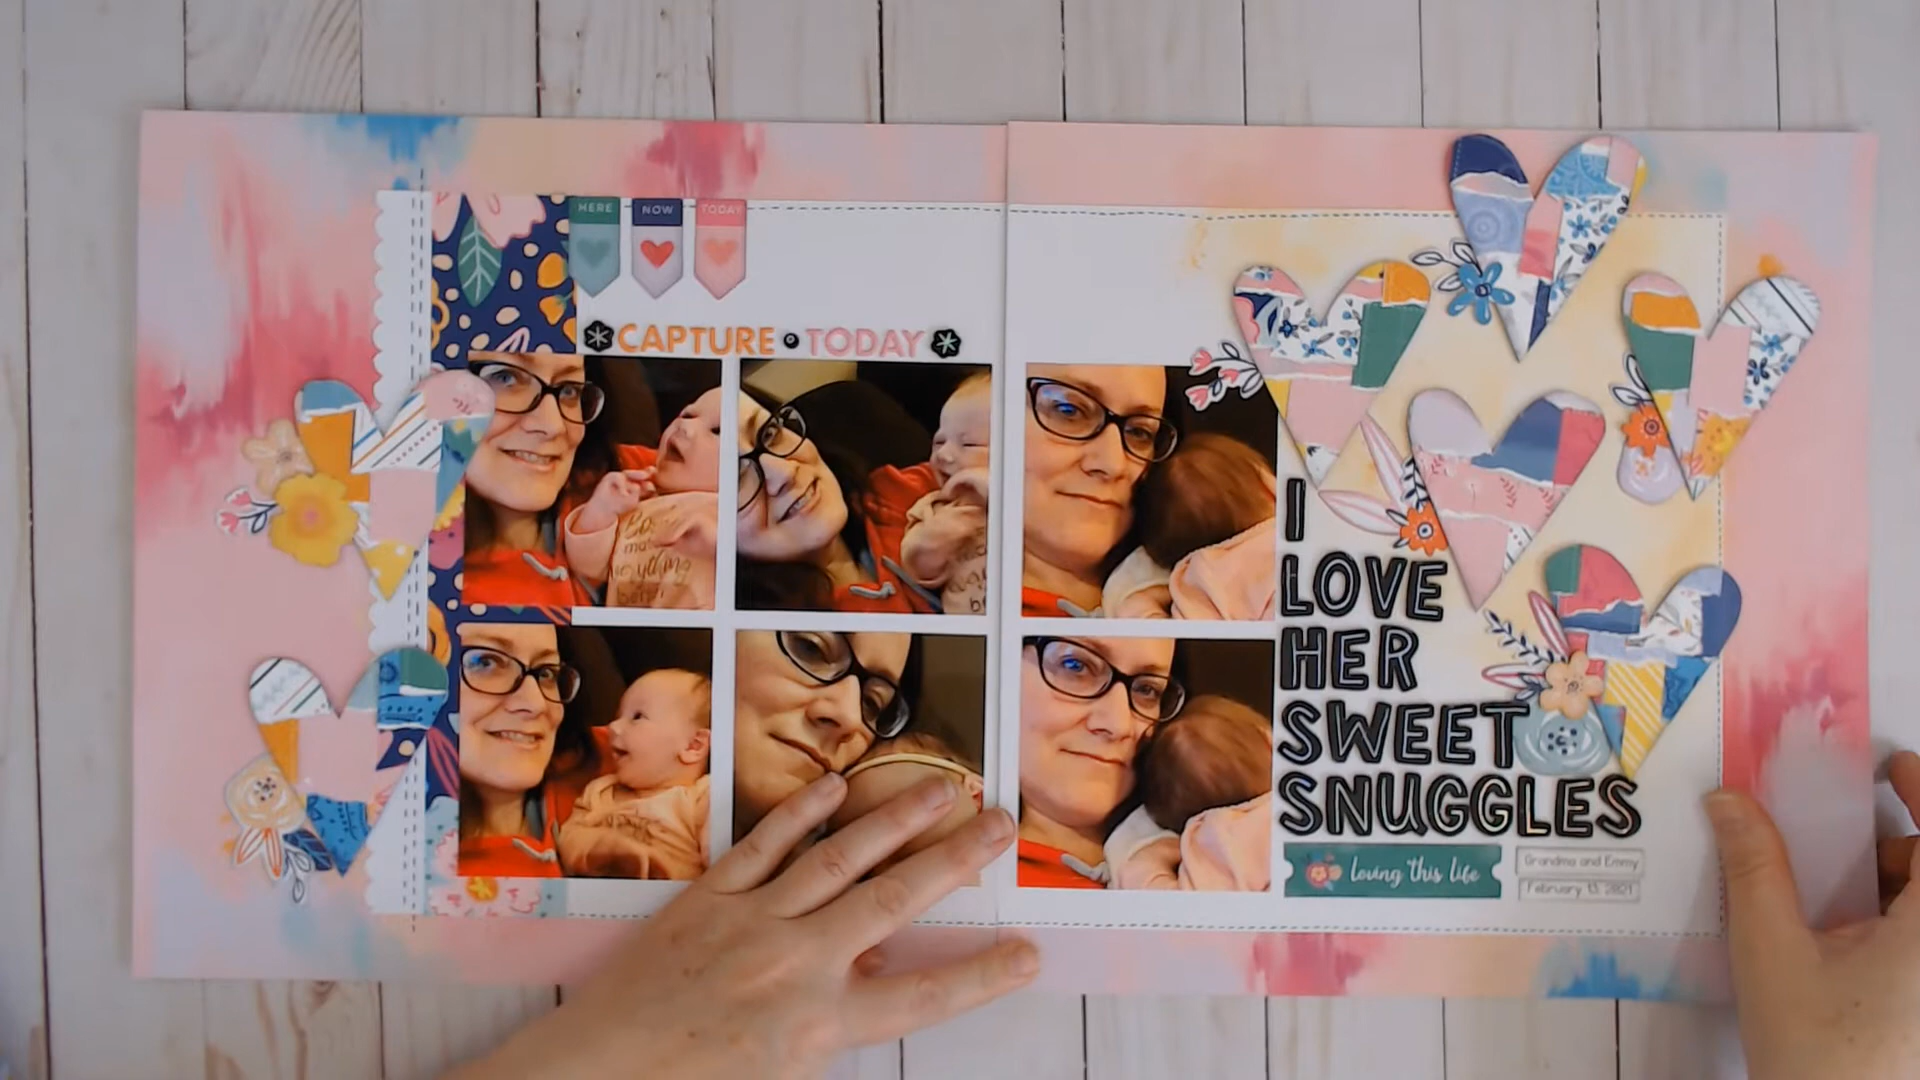 HERE
NOW
TODAY
CAPTURE • TODAY
I
LOVE
HER
SWEET
SNUGGLES
Loving this life
Grandma and Emmy
February 13, 2021